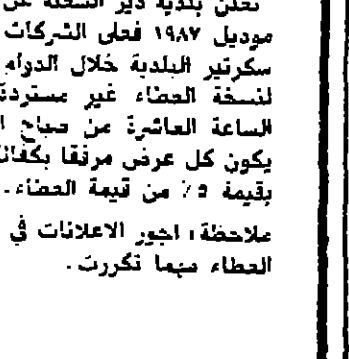 تعلن بلدية دير السعنة عن
موديل ١٩٨٧ فعلى الشركات
سكرتير البلدية خلال الدوام
لنسخة العطاء غير مستردة
الساعة العاشرة من صباح
يكون كل عرض مرفقا بكفالة
بقيمة ٥٪ من قيمة العطاء.
ملاحظة: اجور الاعلانات في
العطاء مهما تكررت.